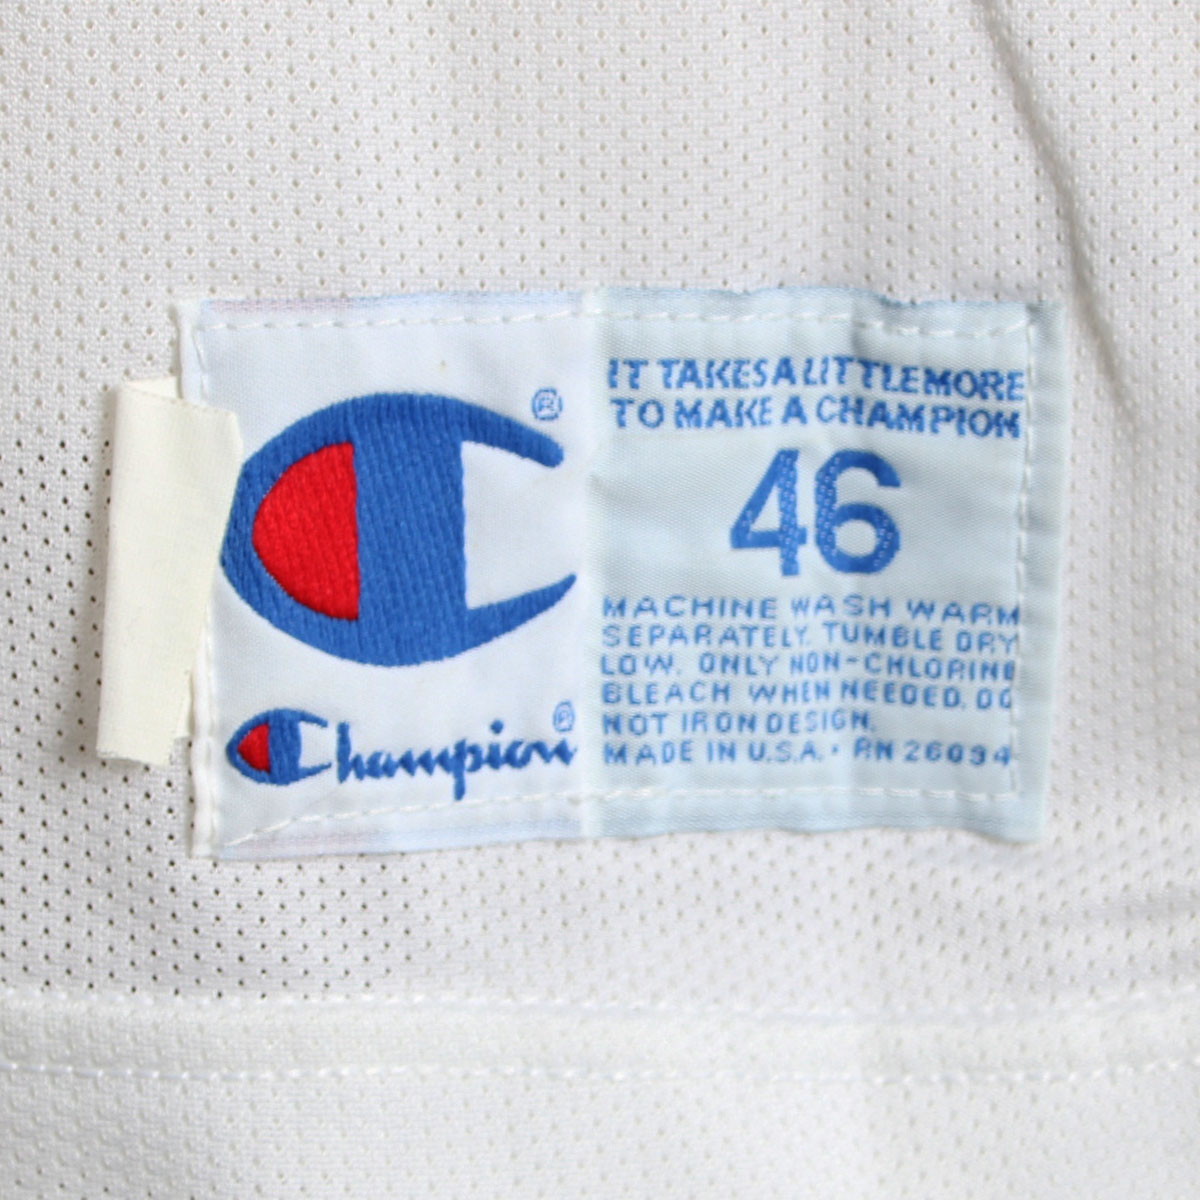 ®
Champion®
IT TAKES A LITTLE MORE
TO MAKE A CHAMPION
46
MACHINE WASH WARM
SEPARATELY. TUMBLE DRY
LOW. ONLY NON-CHLORINE
BLEACH WHEN NEEDED. DO
NOT IRON DESIGN.
MADE IN U.S.A. • RN 26094